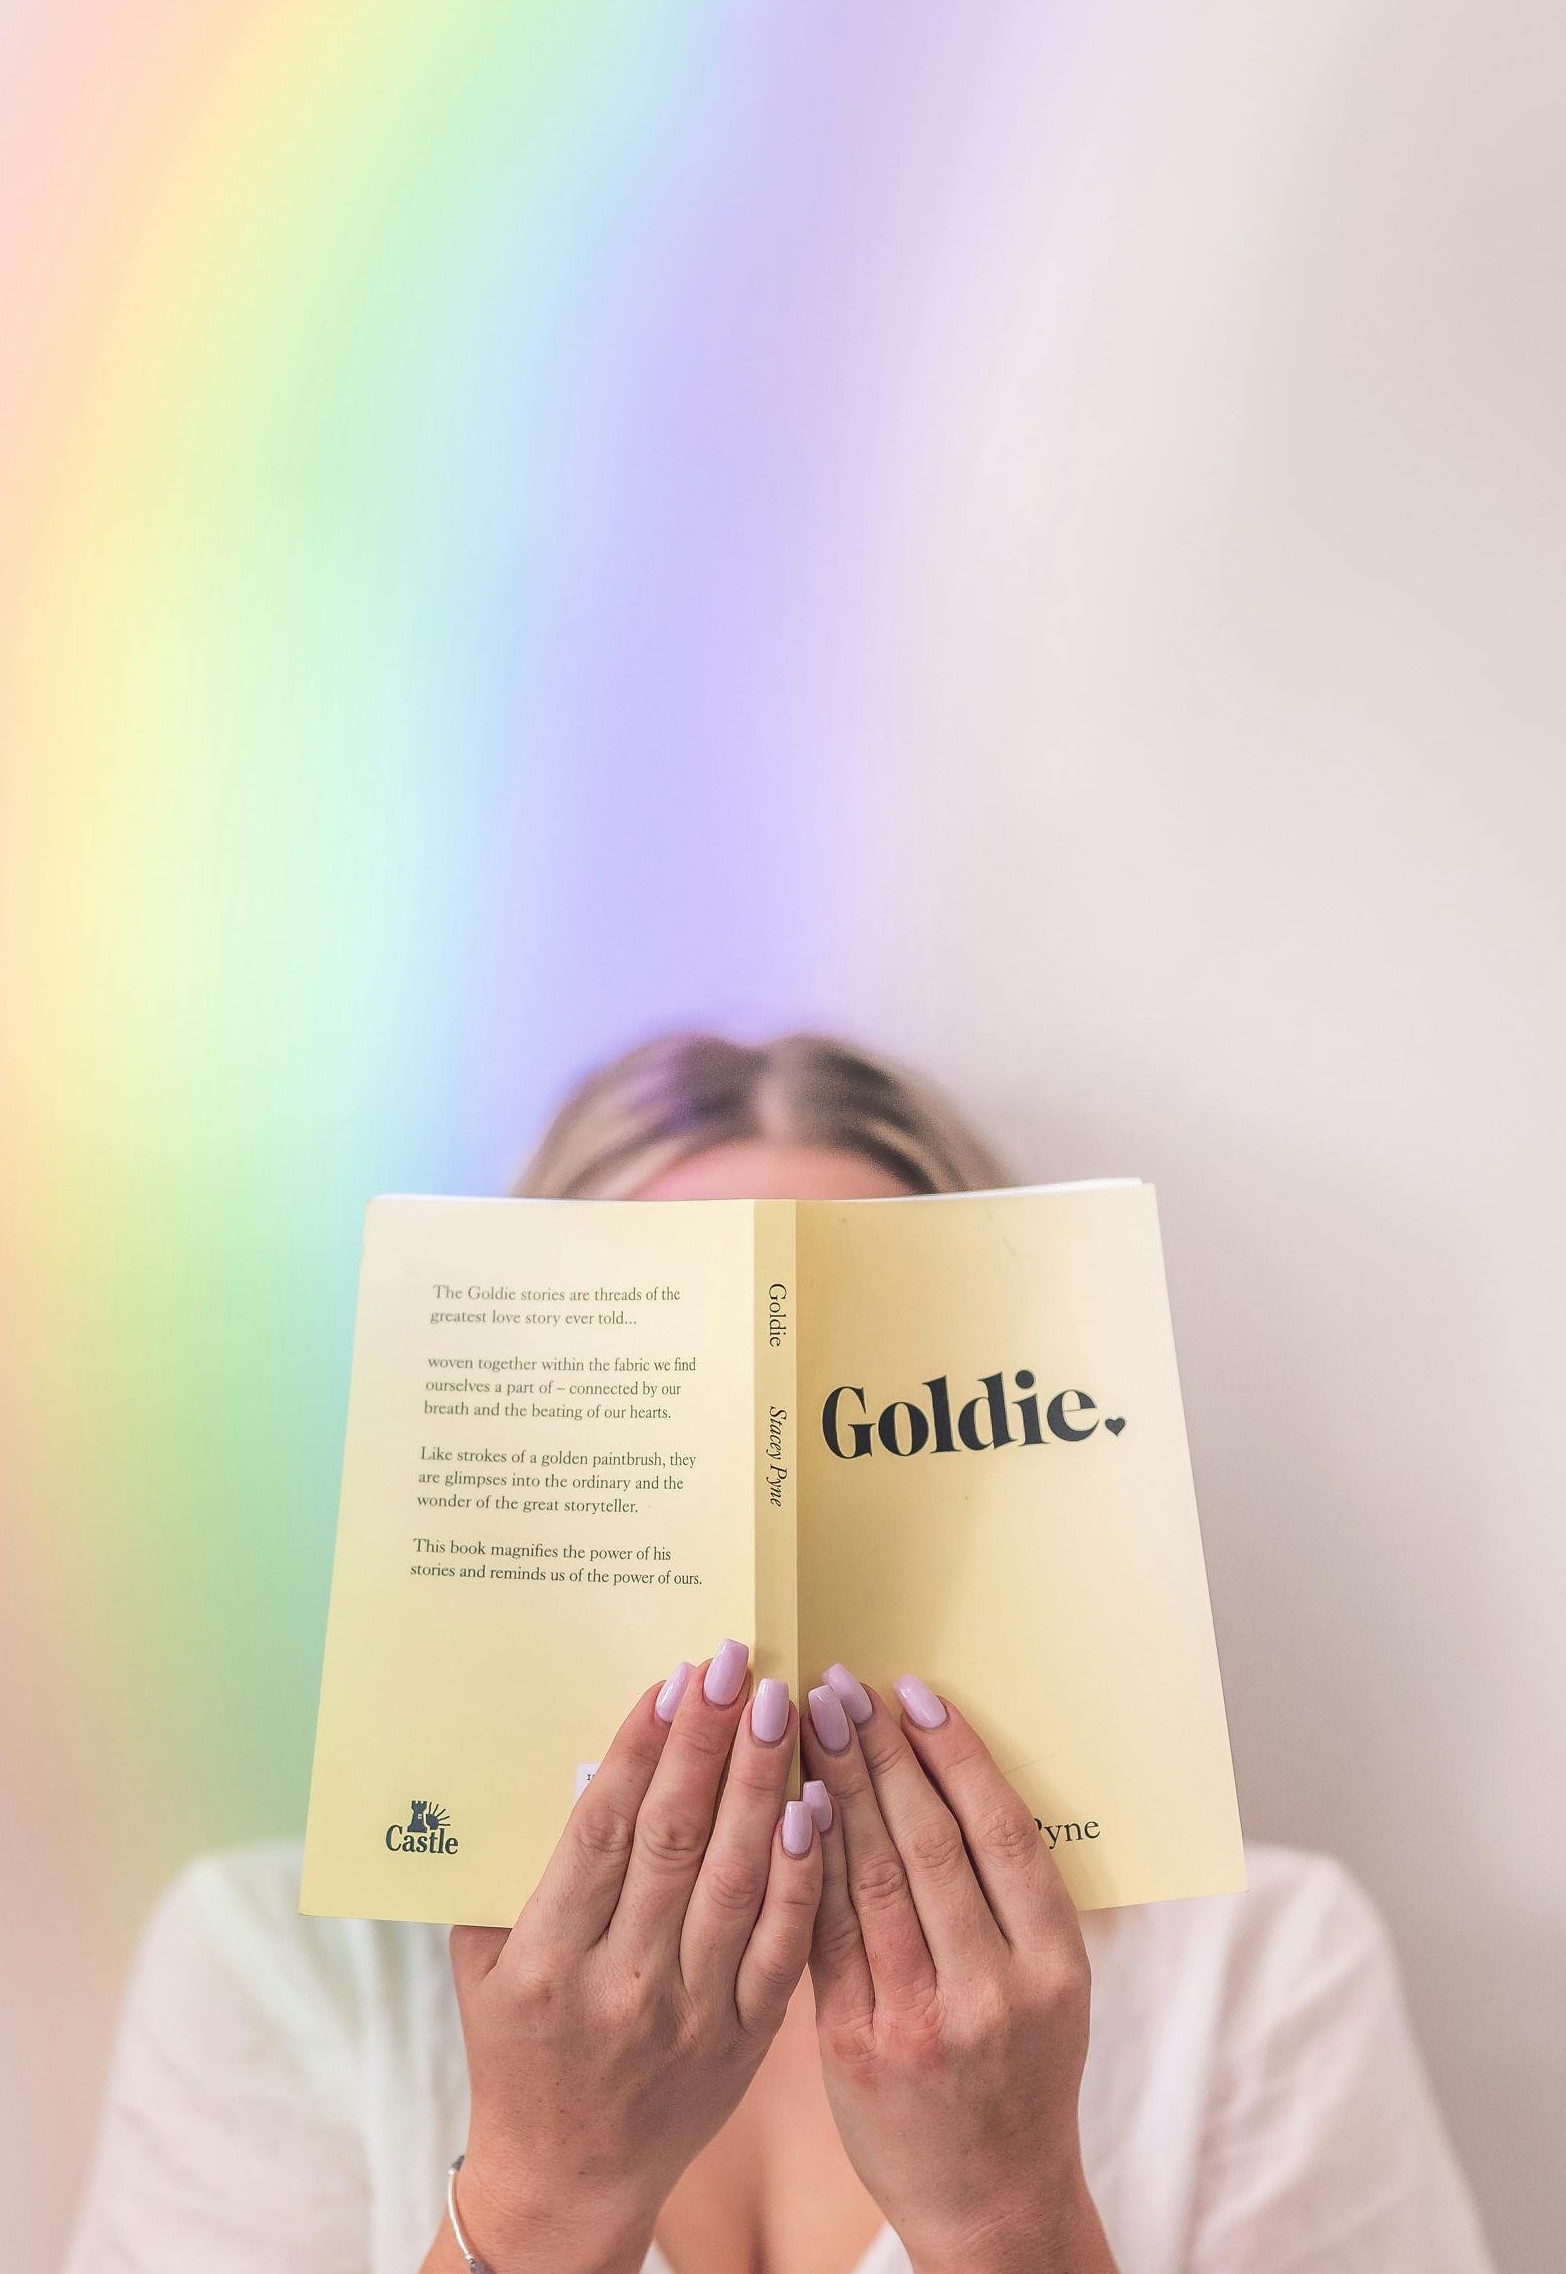 The Goldie stories are threads of the
greatest love story ever told...
woven together within the fabric we find
ourselves a part of – connected by our
breath and the beating of our hearts.
Like strokes of a golden paintbrush, they
are glimpses into the ordinary and the
wonder of the great storyteller.
This book magnifies the power of his
stories and reminds us of the power of ours.
Castle
Goldie Stacey Pyne
Goldie.
Pyne